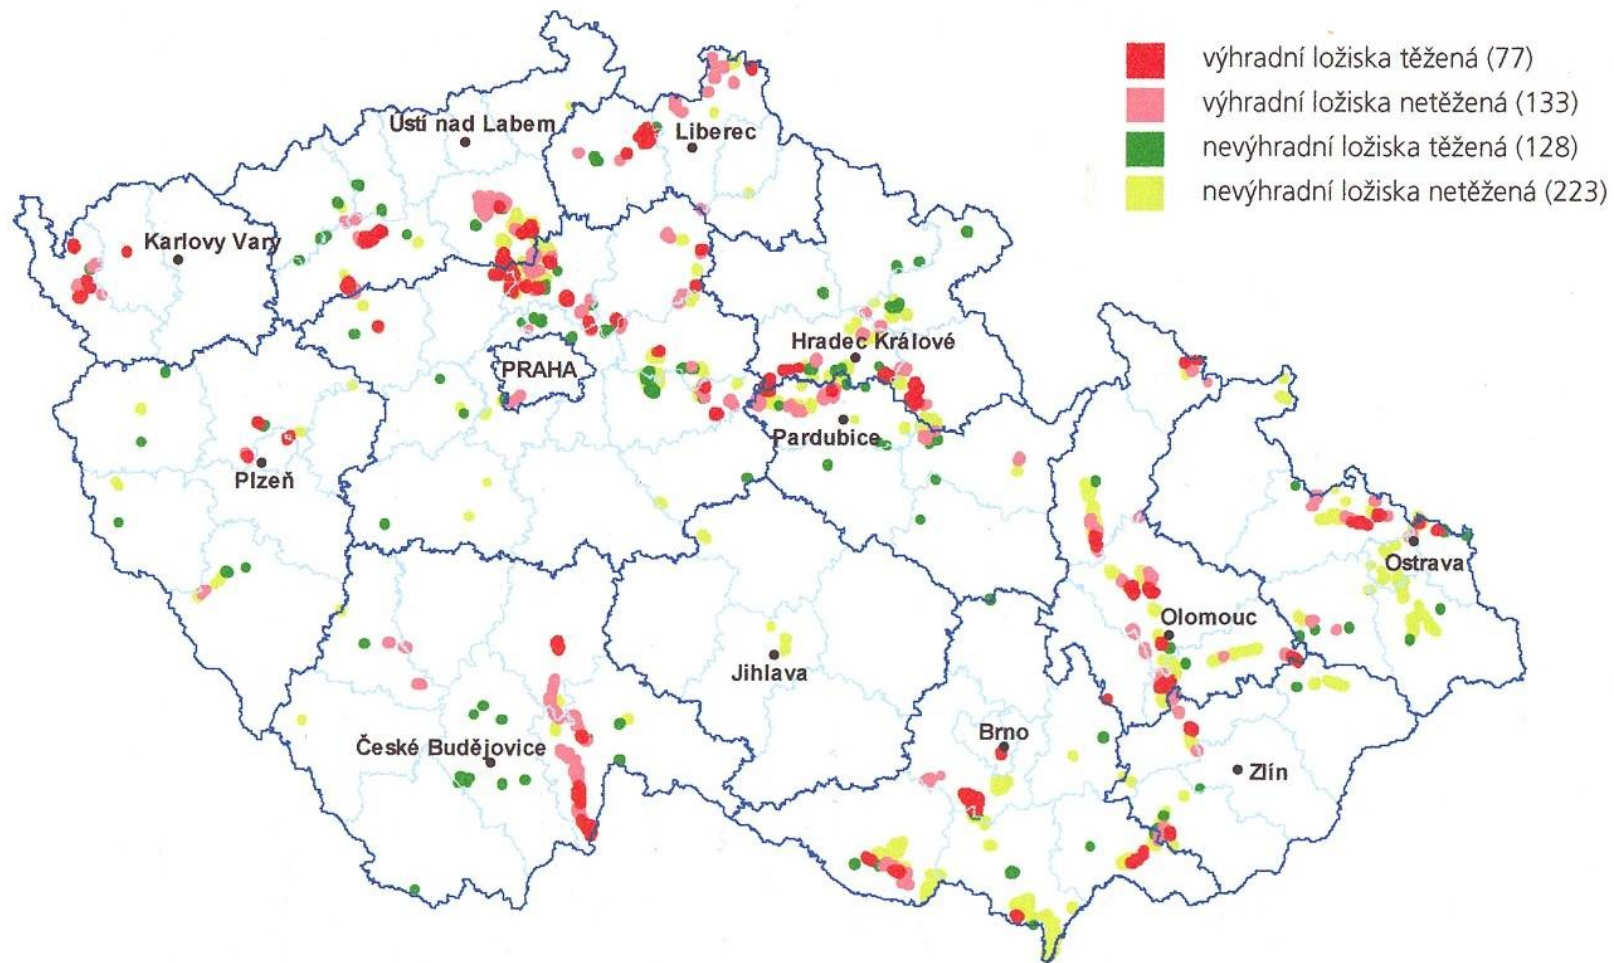 výhradní ložiska těžená (77)
výhradní ložiska netěžená (133)
nevýhradní ložiska těžená (128)
nevýhradní ložiska netěžená (223)
Ústí nad Labem
Liberec
Karlovy Vary
Hradec Králové
PRAHA
Pardubice
Plzeň
Ostrava
Olomouc
Jihlava
Brno
České Budějovice
Zlín